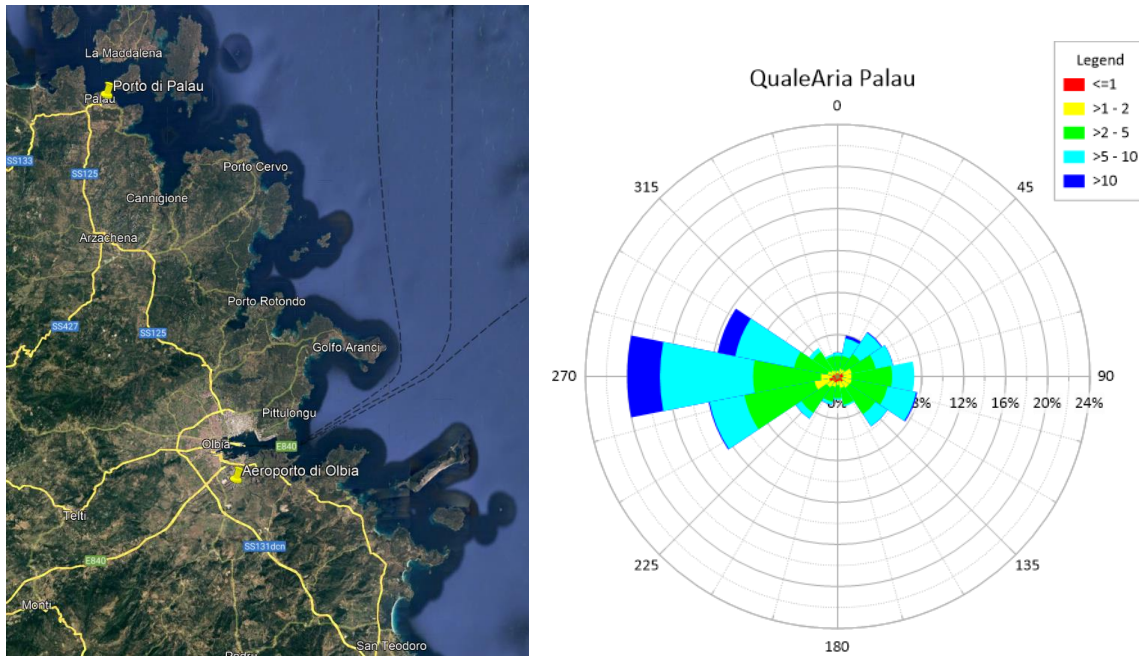 La Maddalena
Porto di Palau
Palau
SS133
SS125
Porto Cervo
Cannigione
Arzachena
Porto Rotondo
SS427
SS125
Golfo Aranci
Pittulongu
Olbia
E840
Aeroporto di Olbia
Telti
SS131dcn
E840
Monti
San Teodoro
Legend
<=1
>1 - 2
>2 - 5
>5 - 10
>10
QualeAria Palau
0
315
45
270
90
0%
8%
12%
16%
20%
24%
225
135
180